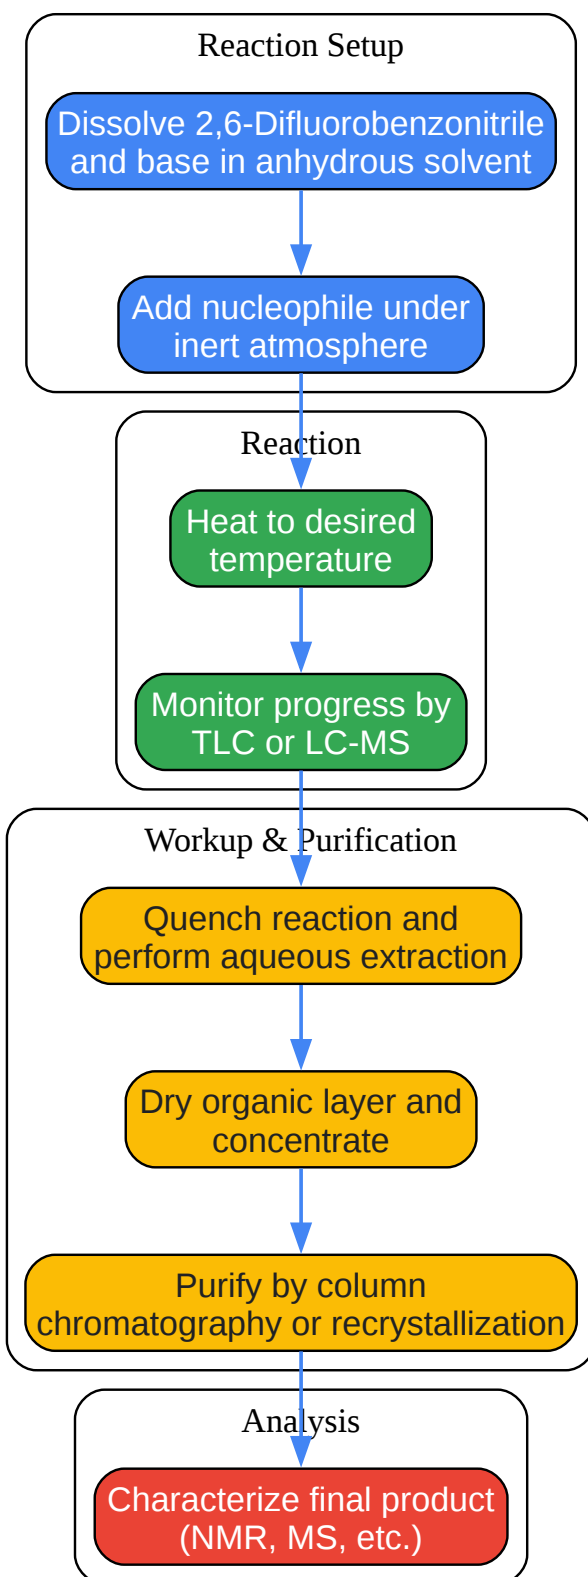 Reaction Setup
Dissolve 2,6-Difluorobenzonitrile
and base in anhydrous solvent
Add nucleophile under
inert atmosphere
Reaction
Heat to desired
temperature
Monitor progress by
TLC or LC-MS
Workup & Purification
Quench reaction and
perform aqueous extraction
Dry organic layer and
concentrate
Purify by column
chromatography or recrystallization
Analysis
Characterize final product
(NMR, MS, etc.)